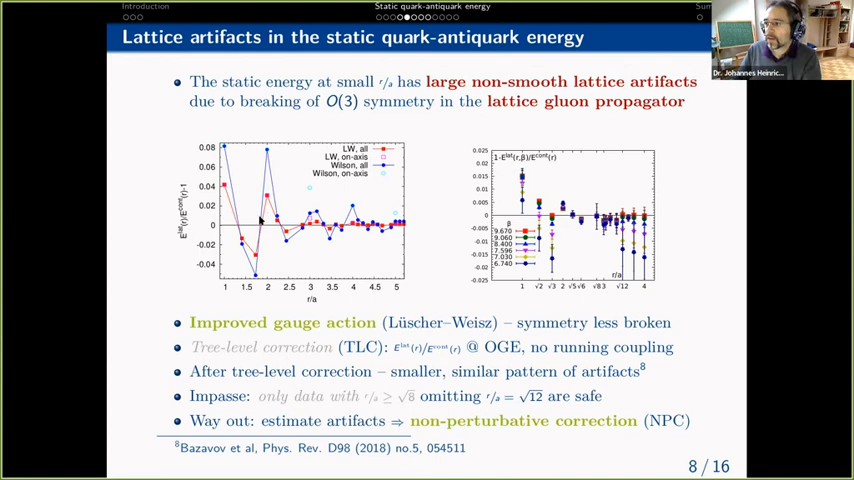 Introduction
Static quark-antiquark energy
Lattice artifacts in the static quark-antiquark energy
Dr. Johannes Heinric...
• The static energy at small r/a has large non-smooth lattice artifacts
due to breaking of O(3) symmetry in the lattice gluon propagator
LW, all
LW, on-axis
Wilson, all
Wilson, on-axis
E^lat(r)/E^cont(r)-1
0.08
0.06
0.04
0.02
0
-0.02
-0.04
1 1.5 2 2.5 3 3.5 4 4.5 5
r/a
1-E^lat(r,β)/E^cont(r)
0.025
0.02
0.015
0.01
0.005
0
-0.005
-0.01
-0.015
-0.02
-0.025
β
9.670
9.060
8.400
7.596
7.030
6.740
r/a
1 √2 √3 2 √5 √6 √8 3 √12 4
• Improved gauge action (Lüscher–Weisz) – symmetry less broken
• Tree-level correction (TLC): E^lat(r)/E^cont(r) @ OGE, no running coupling
• After tree-level correction – smaller, similar pattern of artifacts⁸
• Impasse: only data with r/a ≥ √8 omitting r/a = √12 are safe
• Way out: estimate artifacts ⇒ non-perturbative correction (NPC)
⁸Bazavov et al, Phys. Rev. D98 (2018) no.5, 054511
8 / 16